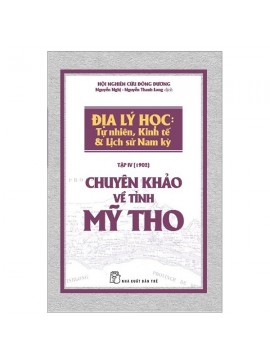 HỘI NGHIÊN CỨU ĐÔNG DƯƠNG
Nguyễn Nghị - Nguyễn Thanh Long dịch
ĐỊA LÝ HỌC:
Tự nhiên, Kinh tế
& Lịch sử Nam kỳ
TẬP IV (1902)
CHUYÊN KHẢO
VỀ TỈNH
MỸ THO
NHÀ XUẤT BẢN TRẺ